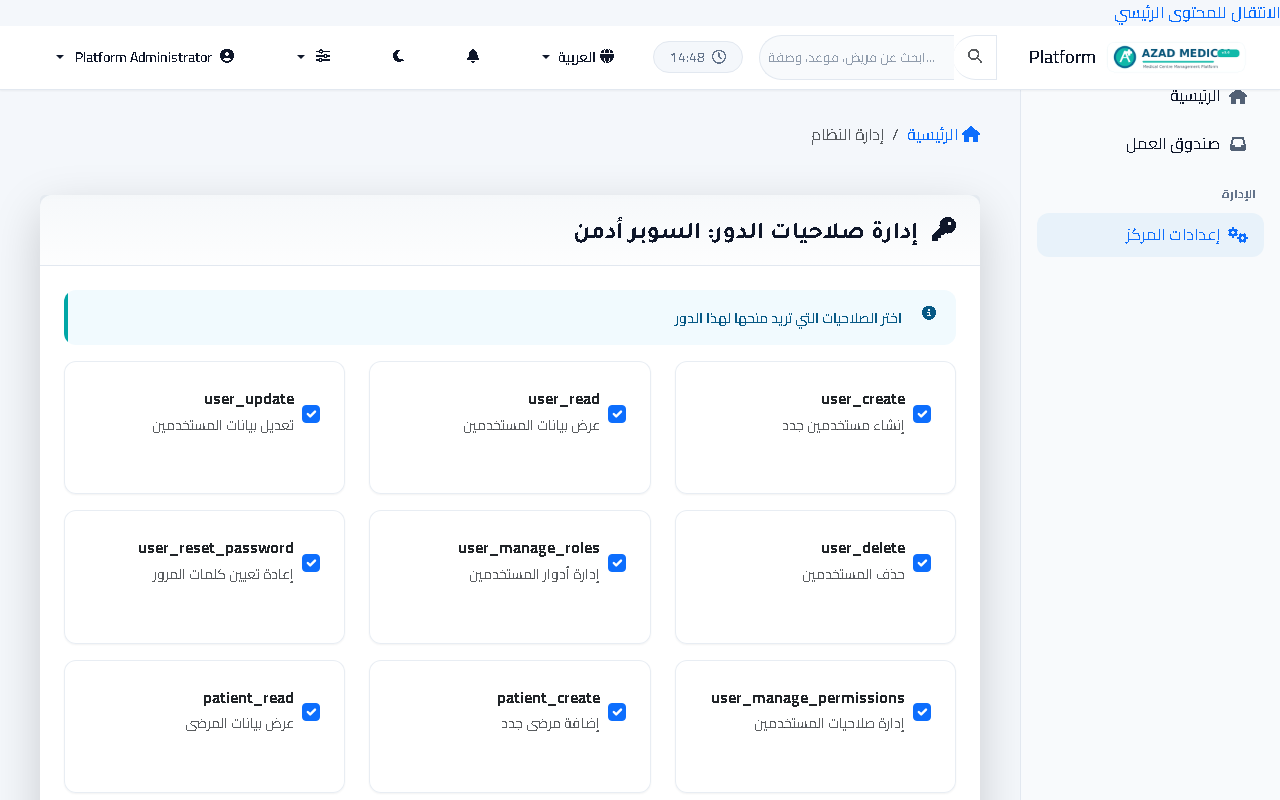 الانتقال للمحتوى الرئيسي
AZAD MEDIC
Medical Centre Management Platform
Platform
ابحث عن مريض، موعد، وصفة...
14:48
العربية
Platform Administrator
الرئيسية
صندوق العمل
الإدارة
إعدادات المركز
الرئيسية / إدارة النظام
إدارة صلاحيات الدور: السوبر أدمن
اختر الصلاحيات التي تريد منحها لهذا الدور
user_create
إنشاء مستخدمين جدد
user_read
عرض بيانات المستخدمين
user_update
تعديل بيانات المستخدمين
user_delete
حذف المستخدمين
user_manage_roles
إدارة أدوار المستخدمين
user_reset_password
إعادة تعيين كلمات المرور
user_manage_permissions
إدارة صلاحيات المستخدمين
patient_create
إضافة مرضى جدد
patient_read
عرض بيانات المرضى